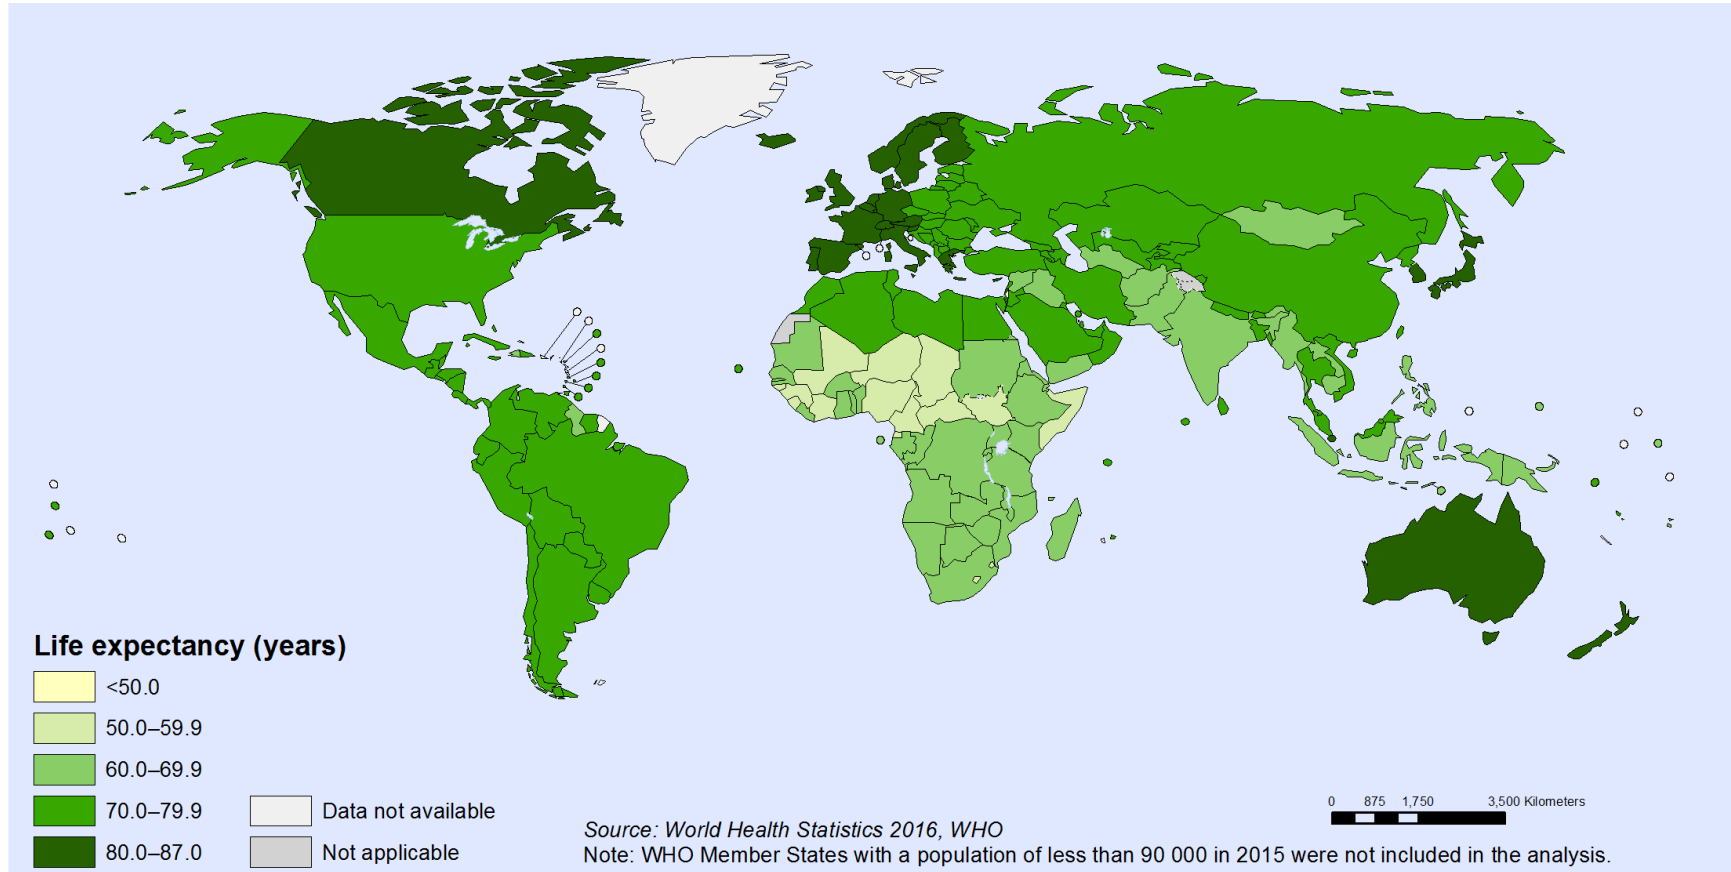 Life expectancy (years)
<50.0
50.0–59.9
60.0–69.9
70.0–79.9
80.0–87.0
Data not available
Not applicable
0 875 1,750 3,500 Kilometers
Source: World Health Statistics 2016, WHO
Note: WHO Member States with a population of less than 90 000 in 2015 were not included in the analysis.